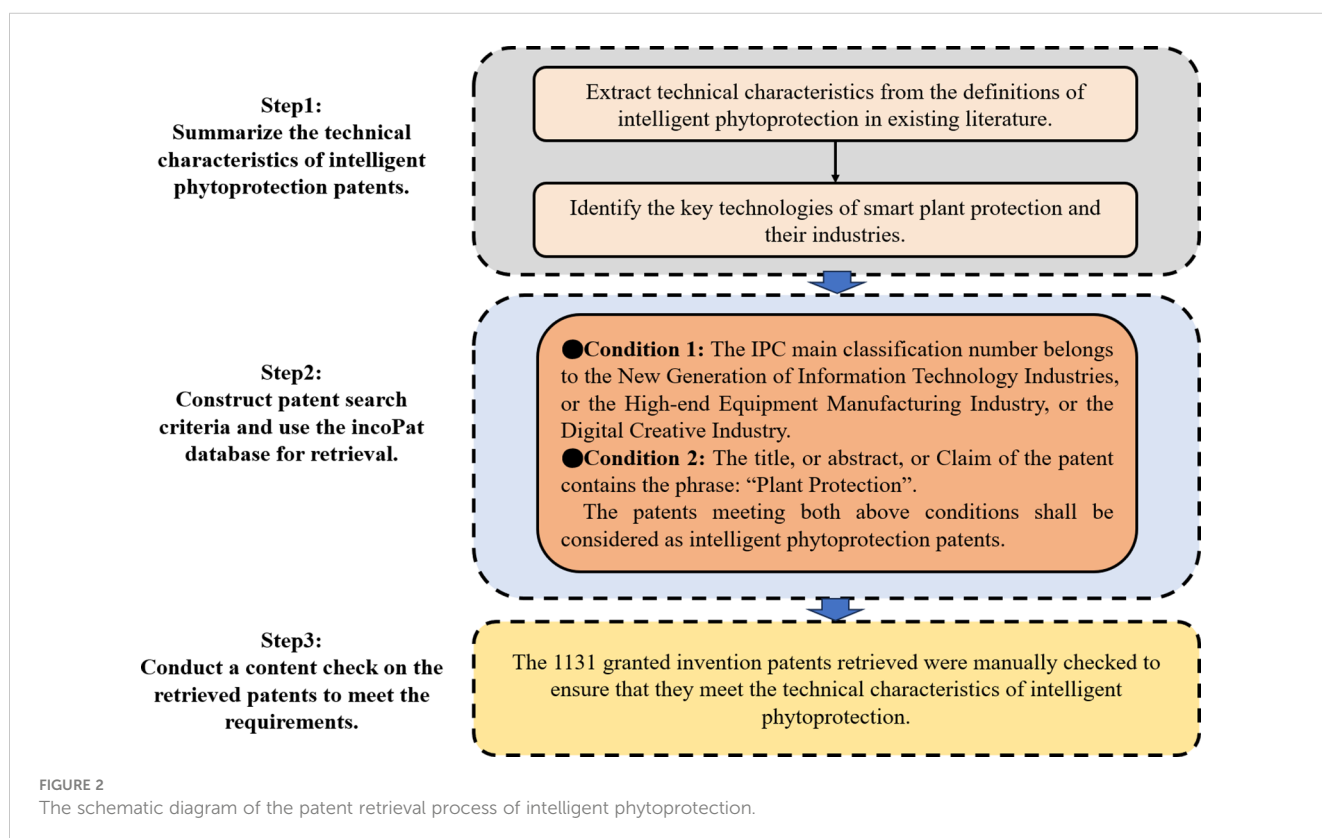 Step1:
Summarize the technical
characteristics of intelligent
phytoprotection patents.
Extract technical characteristics from the definitions of
intelligent phytoprotection in existing literature.
Identify the key technologies of smart plant protection and
their industries.
Step2:
Construct patent search
criteria and use the incoPat
database for retrieval.
●Condition 1: The IPC main classification number belongs
to the New Generation of Information Technology Industries,
or the High-end Equipment Manufacturing Industry, or the
Digital Creative Industry.
●Condition 2: The title, or abstract, or Claim of the patent
contains the phrase: “Plant Protection”.
The patents meeting both above conditions shall be
considered as intelligent phytoprotection patents.
Step3:
Conduct a content check on the
retrieved patents to meet the
requirements.
The 1131 granted invention patents retrieved were manually checked to
ensure that they meet the technical characteristics of intelligent
phytoprotection.
FIGURE 2
The schematic diagram of the patent retrieval process of intelligent phytoprotection.